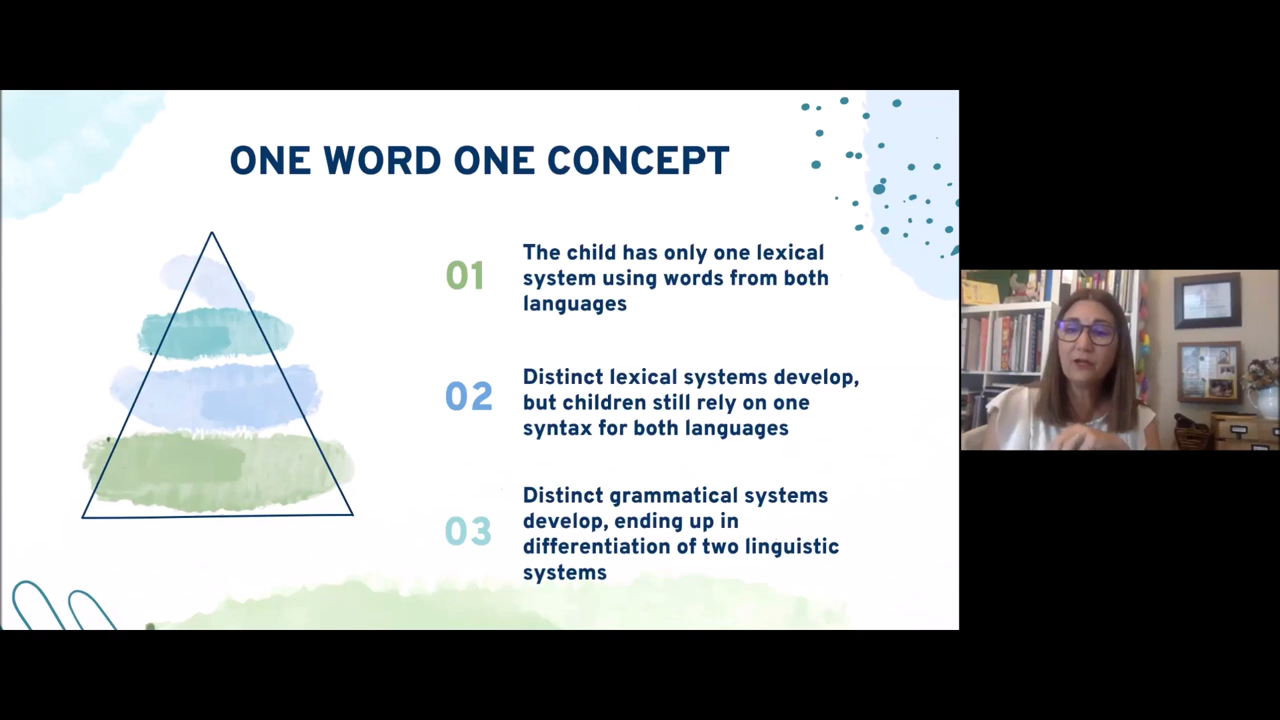 ONE WORD ONE CONCEPT
01
The child has only one lexical
system using words from both
languages
02
Distinct lexical systems develop,
but children still rely on one
syntax for both languages
03
Distinct grammatical systems
develop, ending up in
differentiation of two linguistic
systems